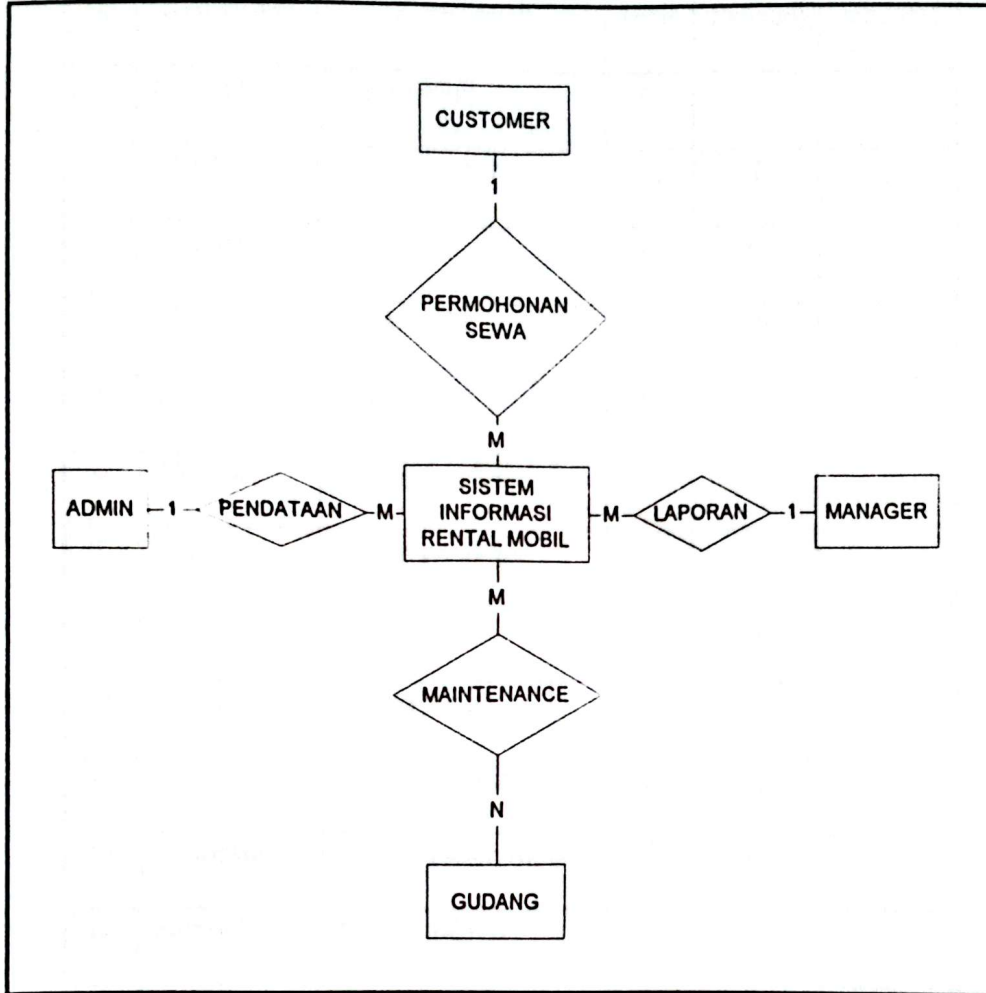 CUSTOMER
1
PERMOHONAN
SEWA
M
ADMIN
1
PENDATAAN
M
SISTEM
INFORMASI
RENTAL MOBIL
M
LAPORAN
1
MANAGER
M
MAINTENANCE
N
GUDANG